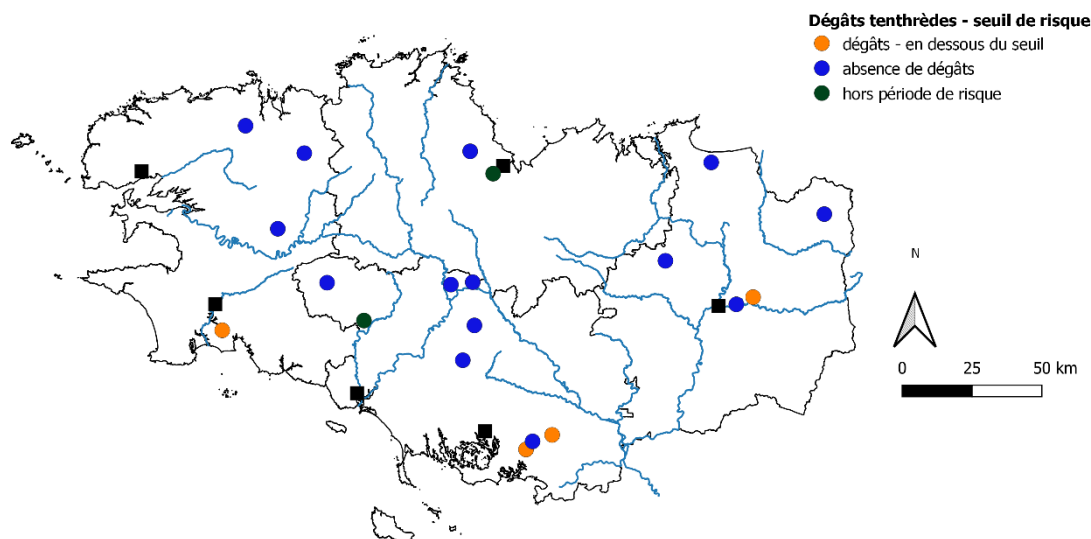 Dégâts tenthrèdes - seuil de risque
dégâts - en dessous du seuil
absence de dégâts
hors période de risque
N
0 25 50 km